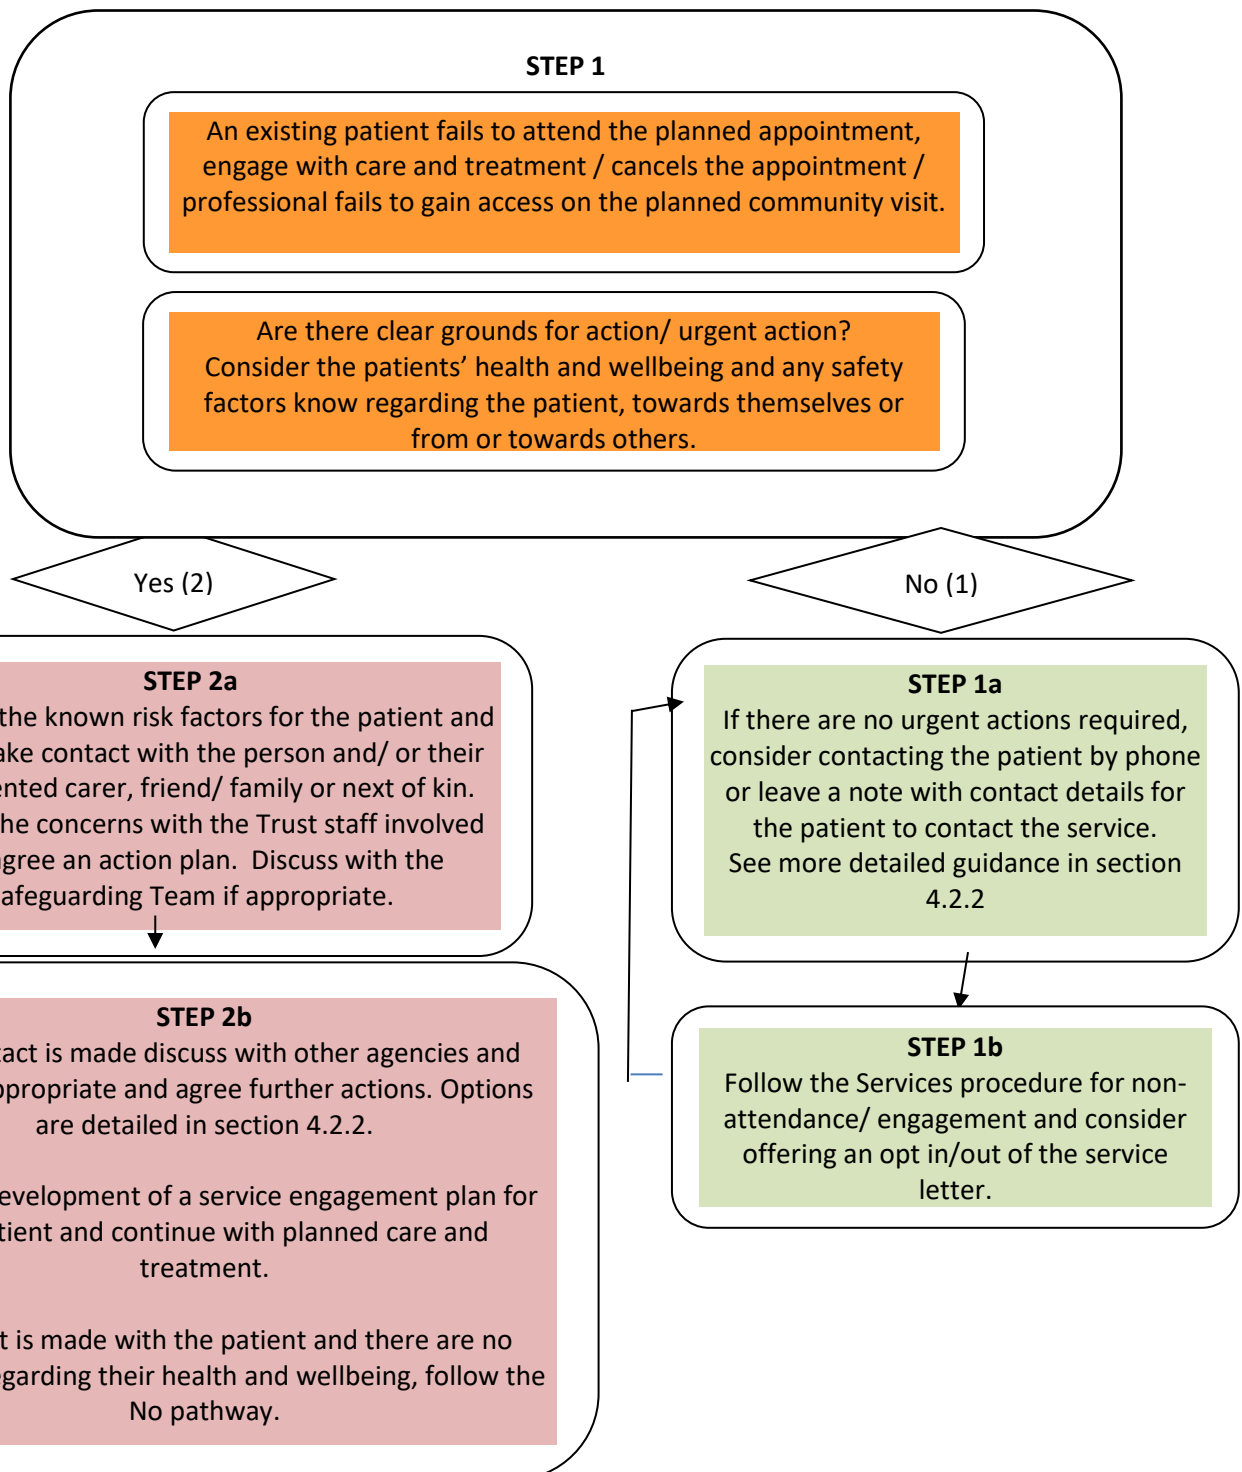 STEP 1
An existing patient fails to attend the planned appointment,
engage with care and treatment / cancels the appointment /
professional fails to gain access on the planned community visit.
Are there clear grounds for action/ urgent action?
Consider the patients’ health and wellbeing and any safety
factors know regarding the patient, towards themselves or
from or towards others.
Yes (2)
No (1)
STEP 2a
the known risk factors for the patient and
ake contact with the person and/ or their
ented carer, friend/ family or next of kin.
he concerns with the Trust staff involved
gree an action plan.  Discuss with the
afeguarding Team if appropriate.
STEP 2b
tact is made discuss with other agencies and
ppropriate and agree further actions. Options
are detailed in section 4.2.2.
evelopment of a service engagement plan for
tient and continue with planned care and
treatment.
t is made with the patient and there are no
egarding their health and wellbeing, follow the
No pathway.
STEP 1a
If there are no urgent actions required,
consider contacting the patient by phone
or leave a note with contact details for
the patient to contact the service.
See more detailed guidance in section
4.2.2
STEP 1b
Follow the Services procedure for non-
attendance/ engagement and consider
offering an opt in/out of the service
letter.